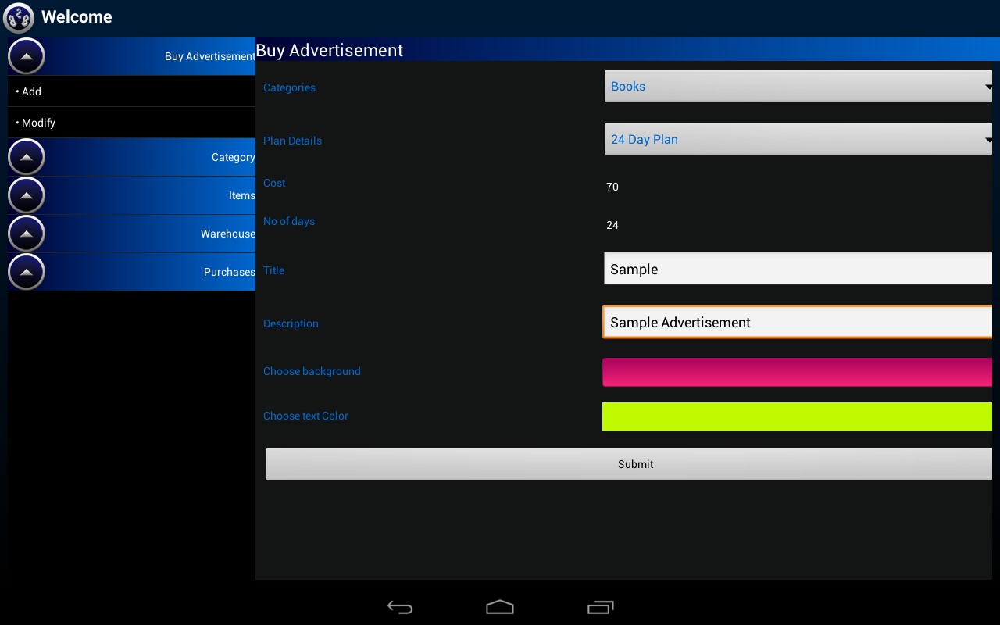 Welcome
Buy Advertisement
• Add
• Modify
Category
Items
Warehouse
Purchases
Buy Advertisement
Categories
Books
Plan Details
24 Day Plan
Cost
70
No of days
24
Title
Sample
Description
Sample Advertisement
Choose background
Choose text Color
Submit